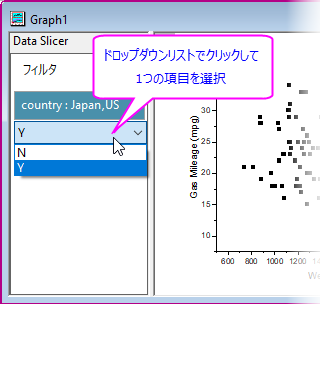 Graph1
Data Slicer
フィルタ
ドロップダウンリストでクリックして
1つの項目を選択
country : Japan,US
Y
N
Y
Gas Mileage (mpg)
35
30
25
20
15
10
600 800 1000 1200 1400
We